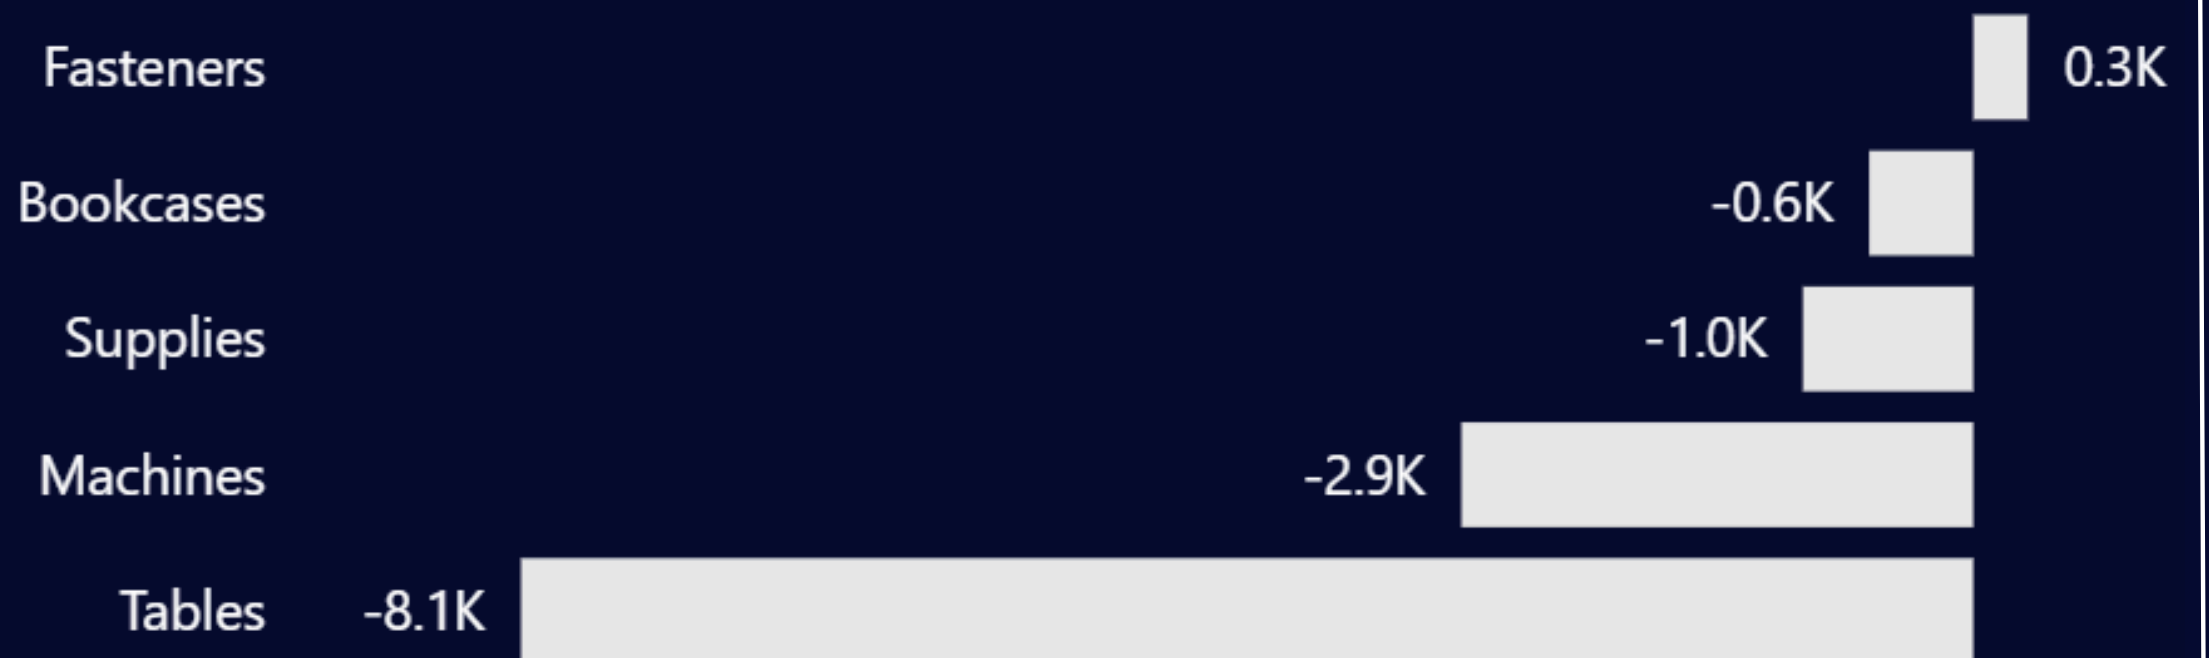 Fasteners 0.3K
Bookcases -0.6K
Supplies -1.0K
Machines -2.9K
Tables -8.1K